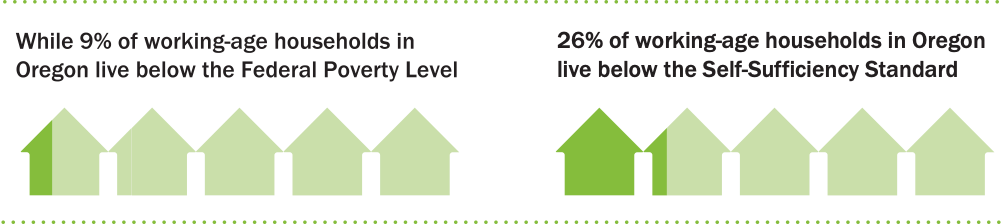 While 9% of working-age households in
Oregon live below the Federal Poverty Level
26% of working-age households in Oregon
live below the Self-Sufficiency Standard